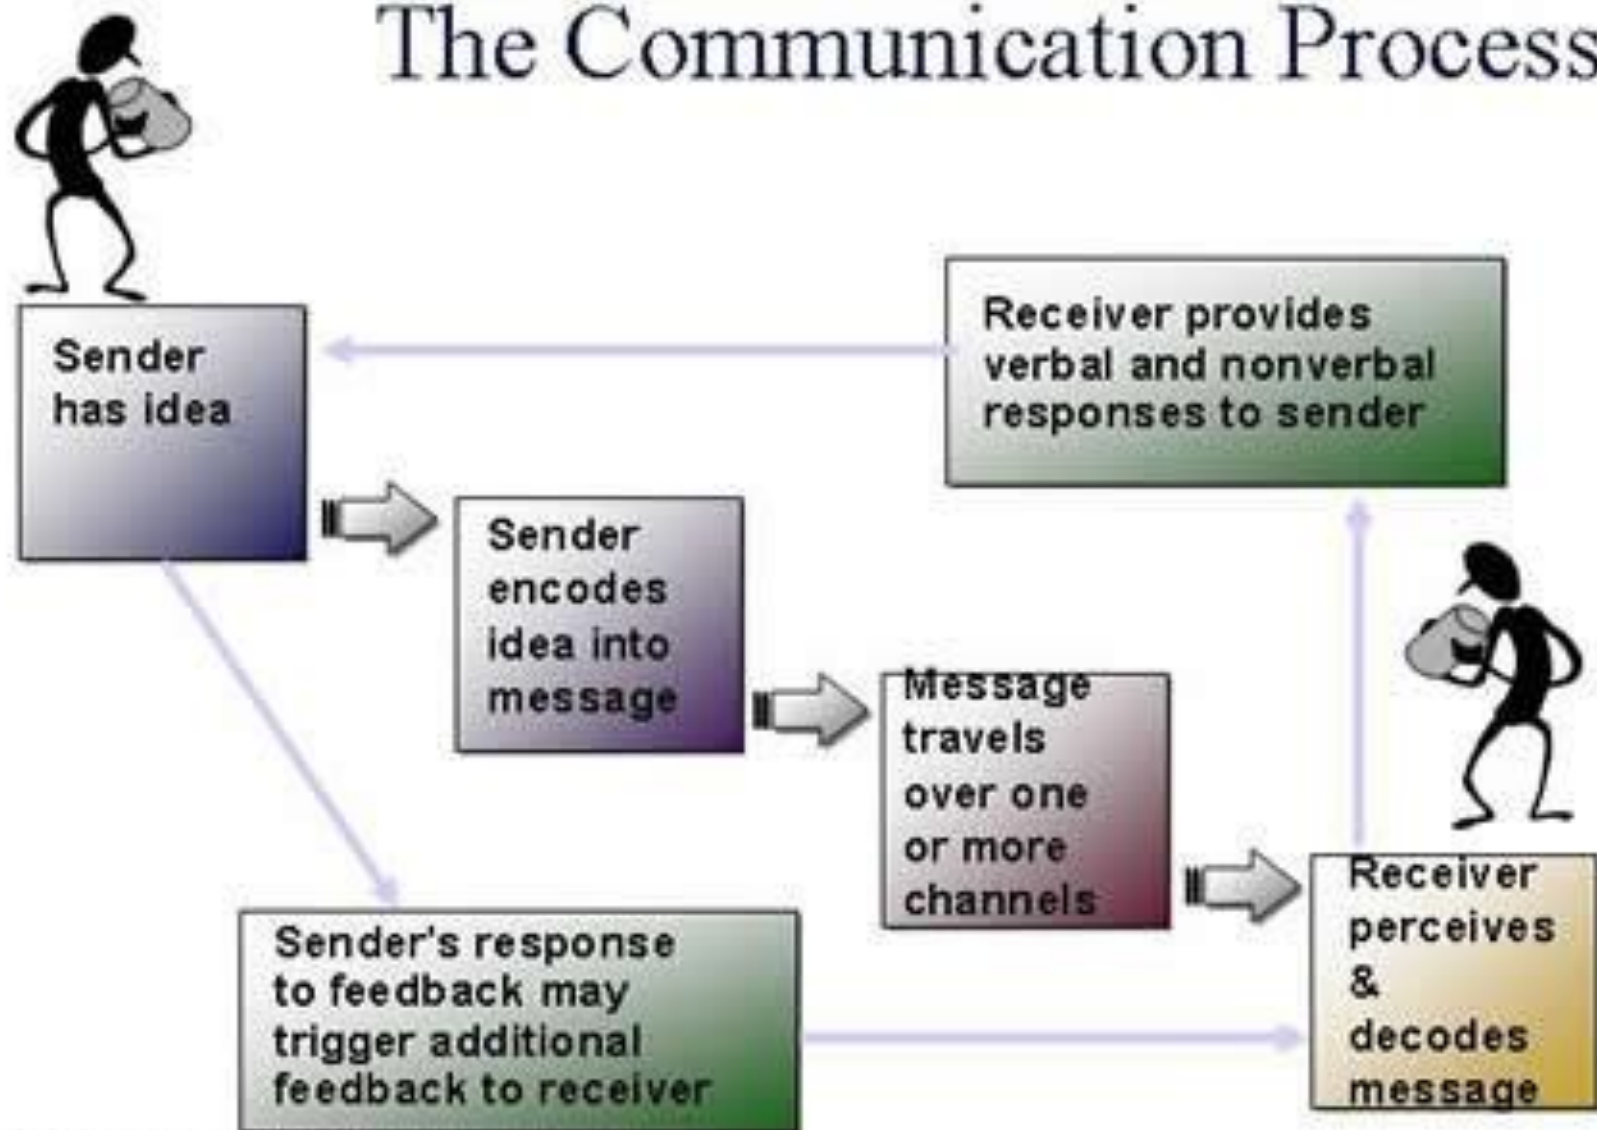 The Communication Process
Sender
has idea
Receiver provides
verbal and nonverbal
responses to sender
Sender
encodes
idea into
message
Message
travels
over one
or more
channels
Receiver
perceives
&
decodes
message
Sender's response
to feedback may
trigger additional
feedback to receiver